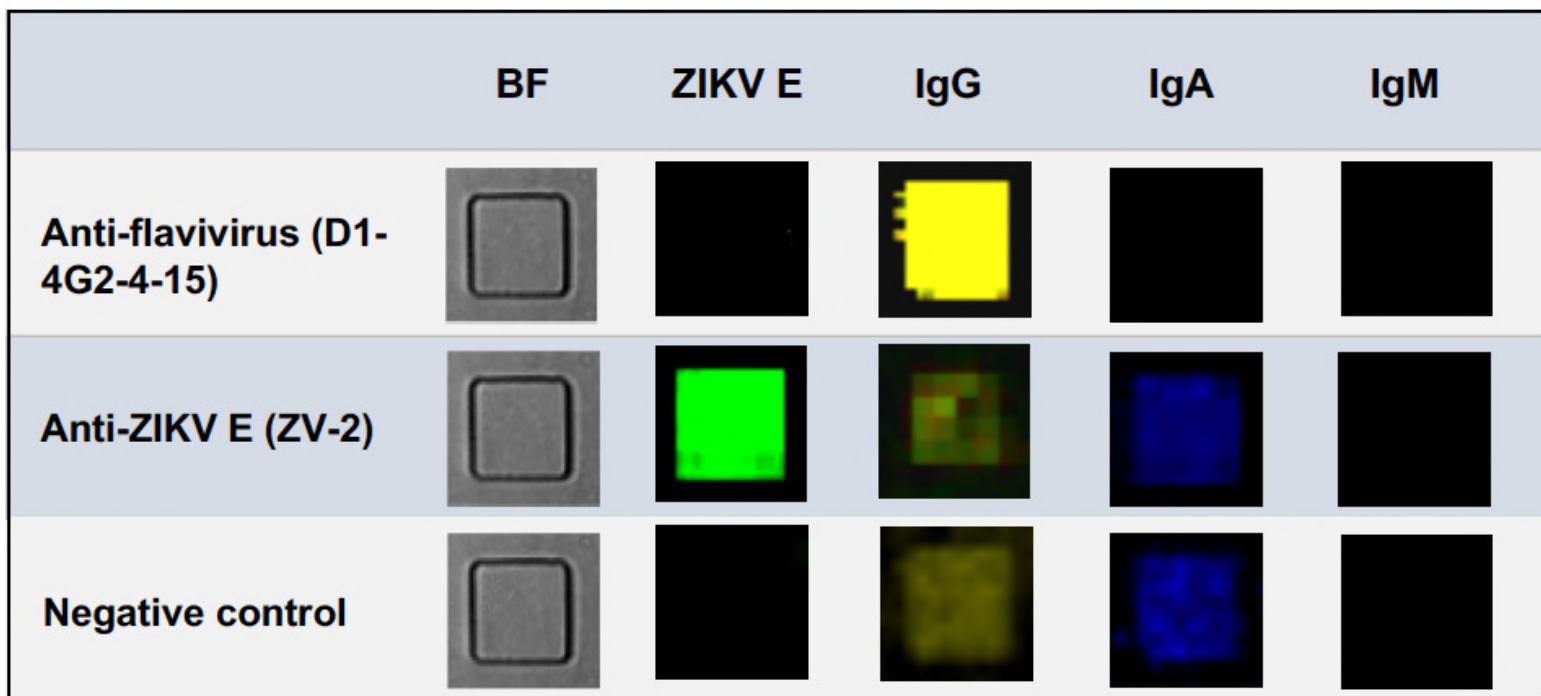 BF ZIKV E IgG IgA IgM
Anti-flavivirus (D1-
4G2-4-15)
Anti-ZIKV E (ZV-2)
Negative control